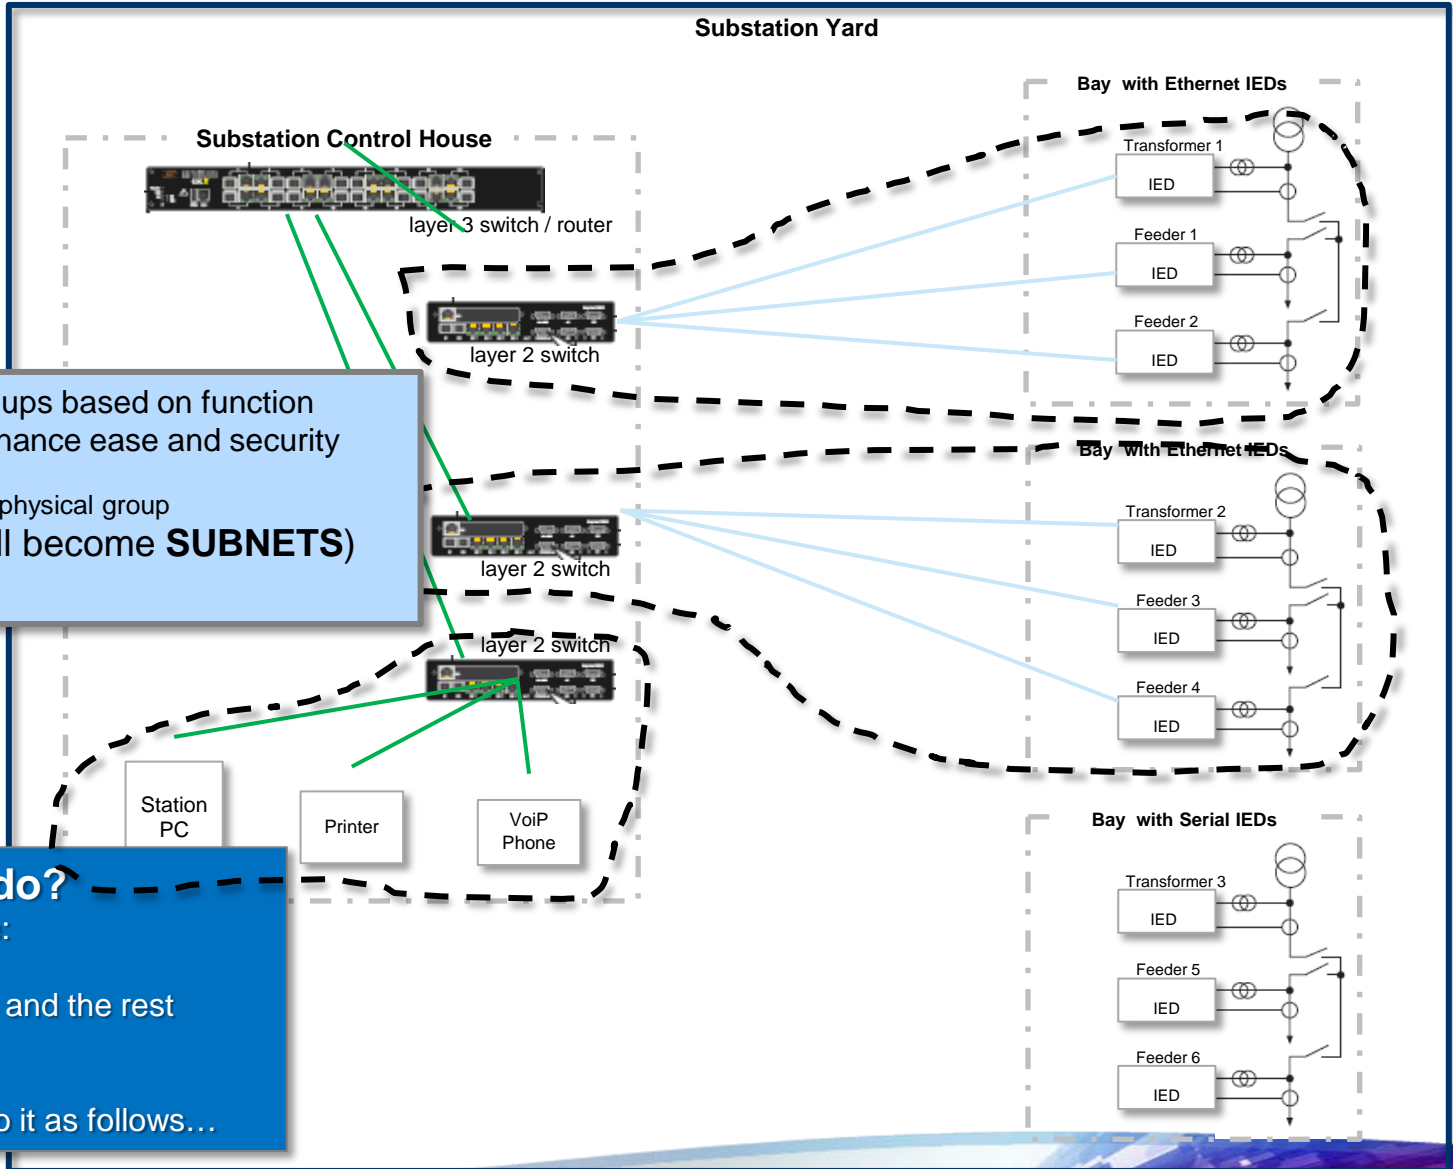 Substation Yard
Bay with Ethernet IEDs
Substation Control House
Transformer 1
IED
layer 3 switch / router
Feeder 1
IED
Feeder 2
IED
layer 2 switch
ups based on function
nance ease and security
physical group
ll become SUBNETS)
Bay with Ethernet IEDs
Transformer 2
IED
layer 2 switch
Feeder 3
IED
layer 2 switch
Feeder 4
IED
Station
PC
Printer
VoiP
Phone
Bay with Serial IEDs
do?
:
and the rest
o it as follows…
Transformer 3
IED
Feeder 5
IED
Feeder 6
IED